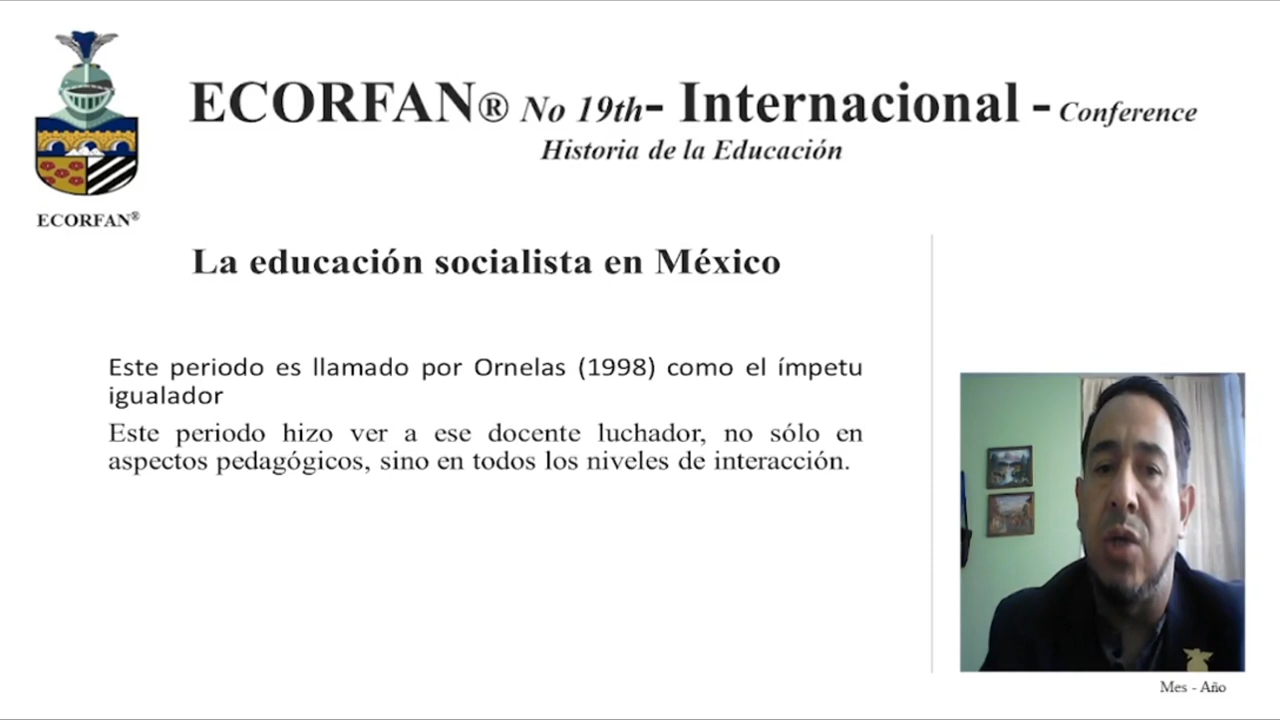 ECORFAN® No 19th- Internacional - Conference
Historia de la Educación
ECORFAN®
La educación socialista en México
Este periodo es llamado por Ornelas (1998) como el ímpetu
igualador
Este periodo hizo ver a ese docente luchador, no sólo en
aspectos pedagógicos, sino en todos los niveles de interacción.
Mes - Año